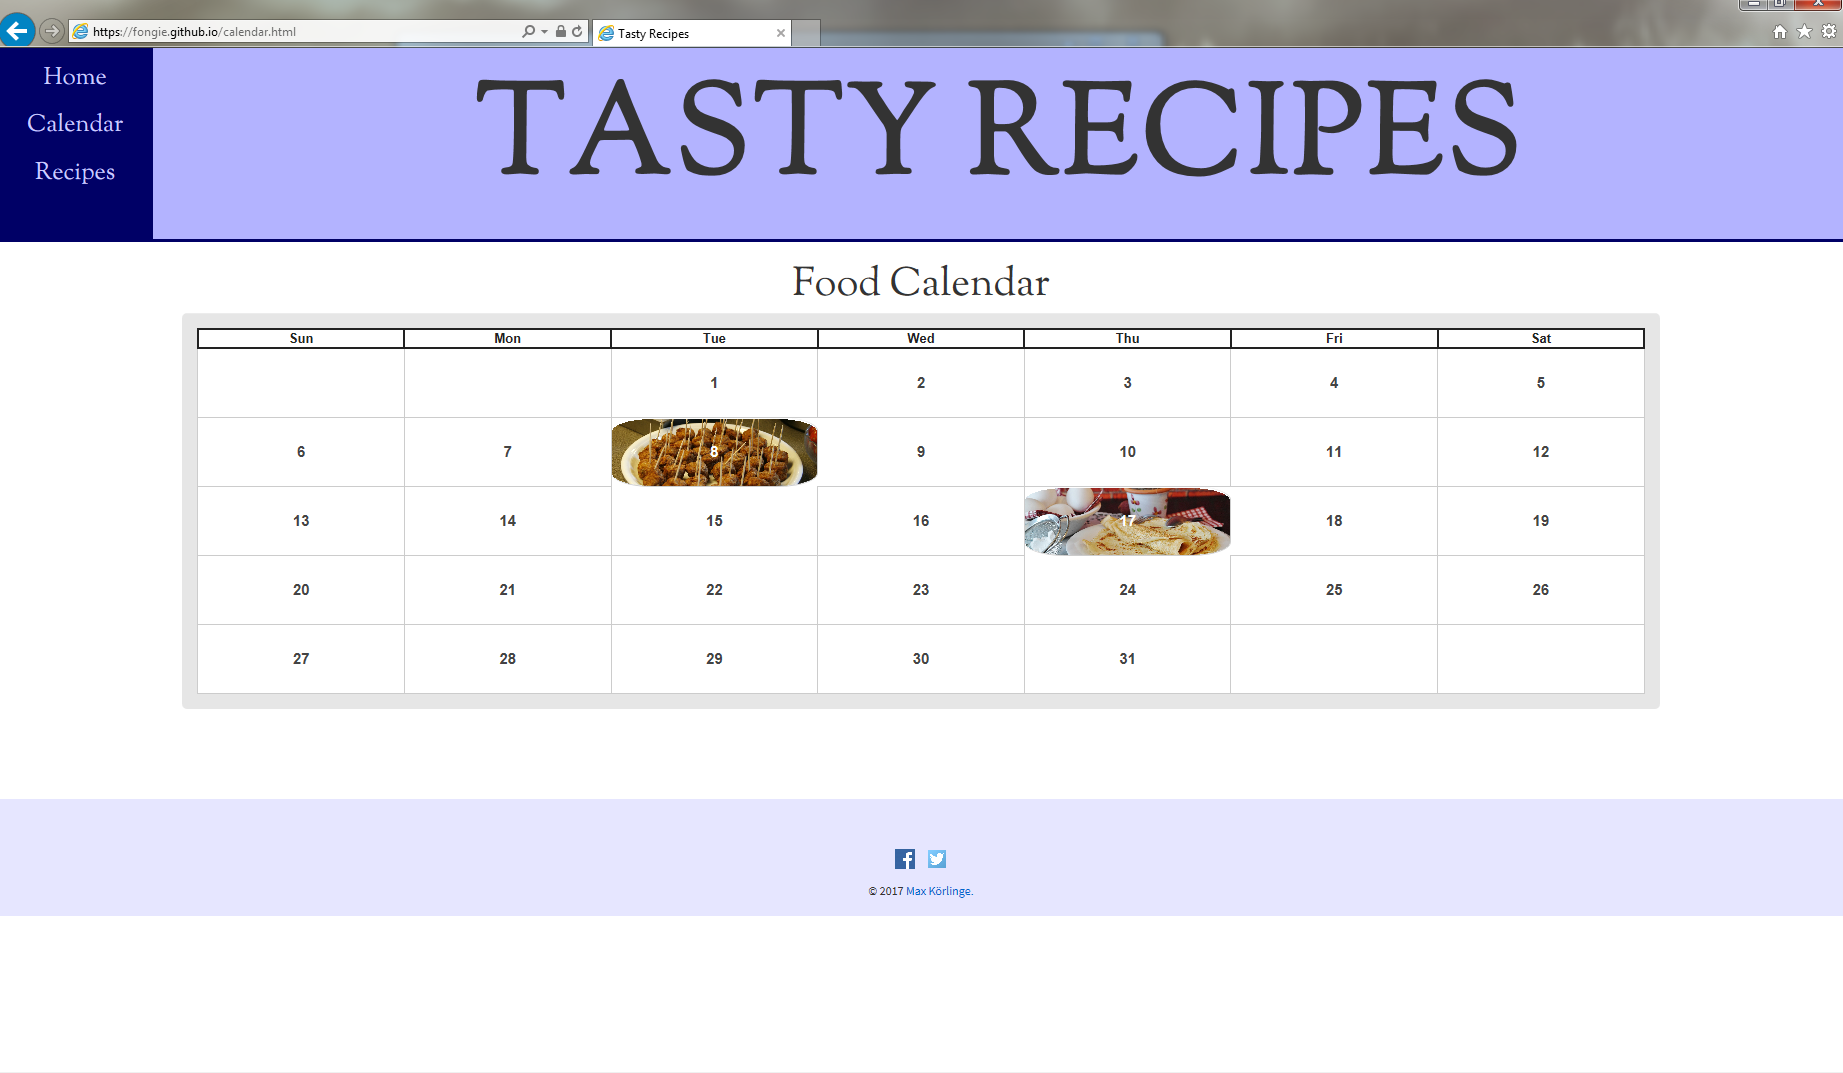 https://fongie.github.io/calendar.html
Tasty Recipes
Home
Calendar
Recipes
TASTY RECIPES
Food Calendar
Sun Mon Tue Wed Thu Fri Sat
1 2 3 4 5
6 7 8 9 10 11 12
13 14 15 16 17 18 19
20 21 22 23 24 25 26
27 28 29 30 31
© 2017 Max Körlinge.